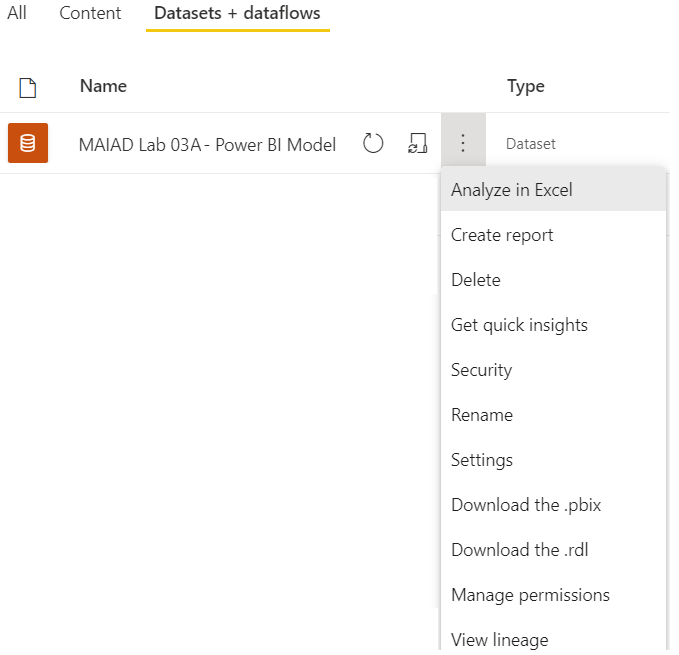 All Content Datasets + dataflows
Name Type
MAIAD Lab 03A - Power BI Model Dataset
Analyze in Excel
Create report
Delete
Get quick insights
Security
Rename
Settings
Download the .pbix
Download the .rdl
Manage permissions
View lineage